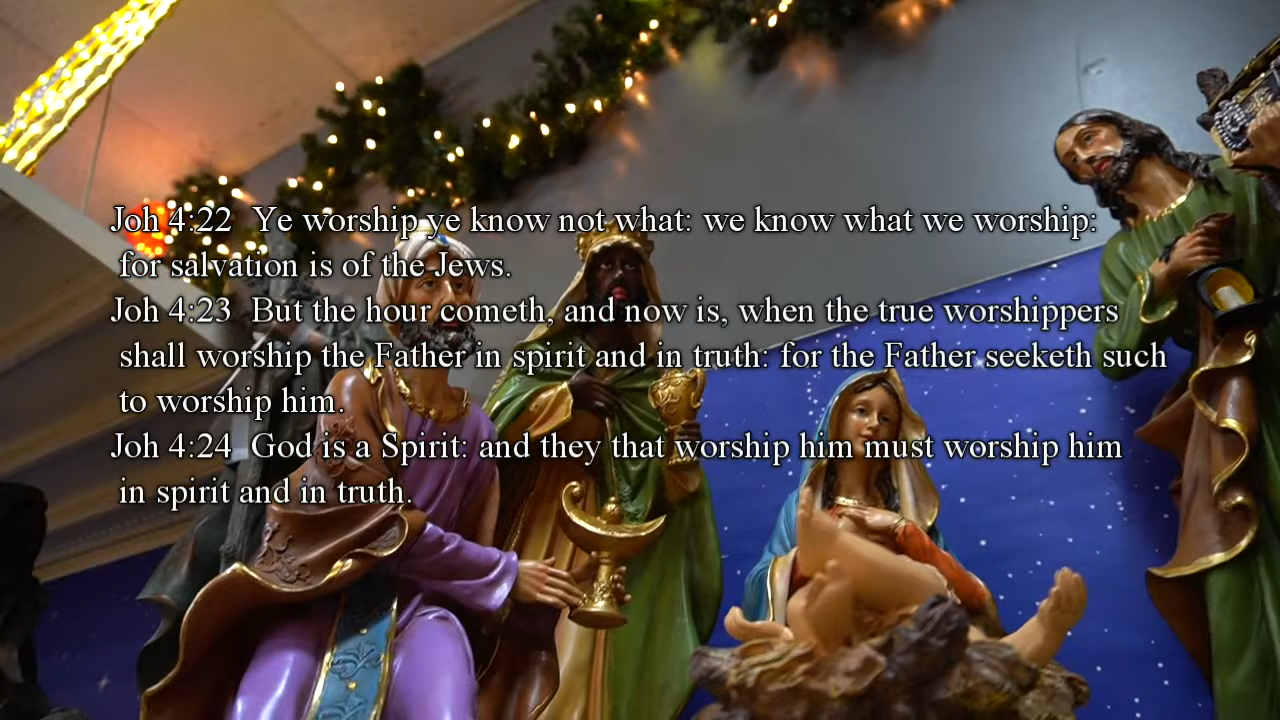 Joh 4:22 Ye worship ye know not what: we know what we worship:
for salvation is of the Jews.
Joh 4:23 But the hour cometh, and now is, when the true worshippers
shall worship the Father in spirit and in truth: for the Father seeketh such
to worship him.
Joh 4:24 God is a Spirit: and they that worship him must worship him
in spirit and in truth.